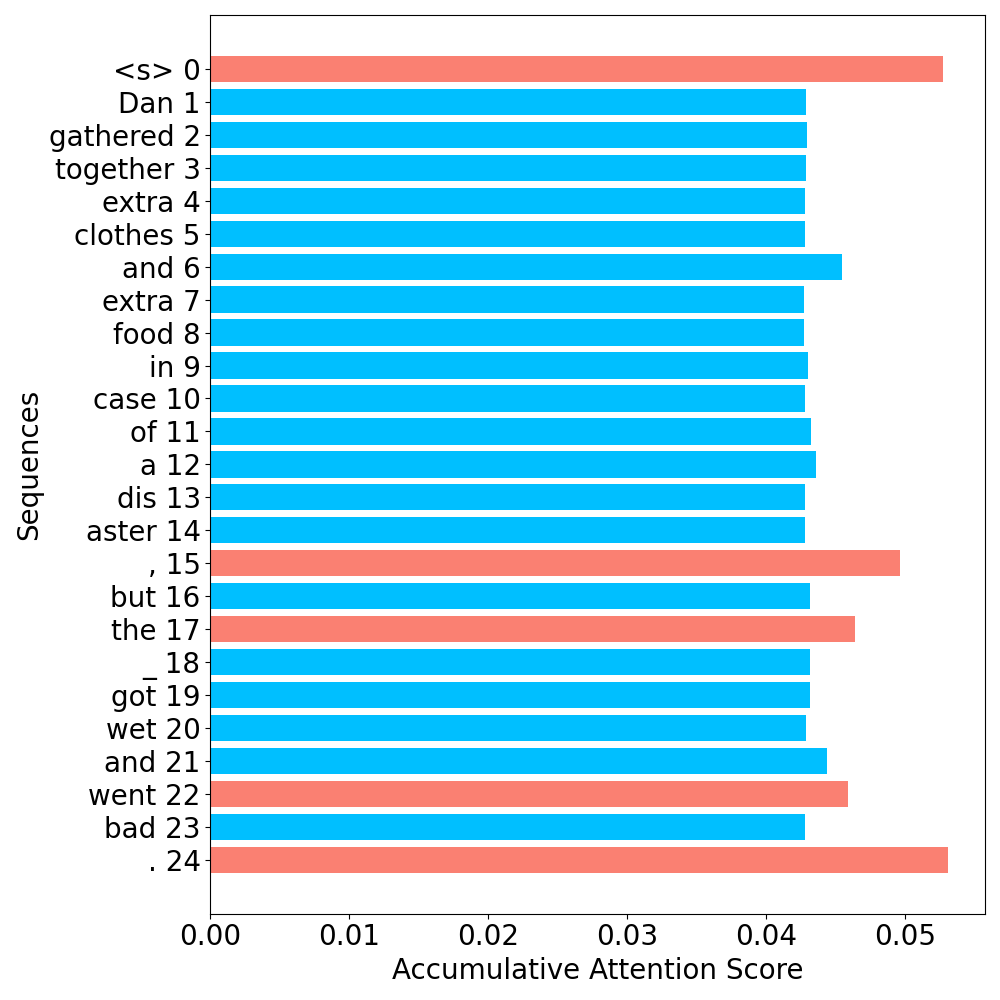 <s> 0
Dan 1
gathered 2
together 3
extra 4
clothes 5
and 6
extra 7
food 8
in 9
case 10
of 11
a 12
dis 13
aster 14
, 15
but 16
the 17
_ 18
got 19
wet 20
and 21
went 22
bad 23
. 24
Sequences
0.00 0.01 0.02 0.03 0.04 0.05
Accumulative Attention Score